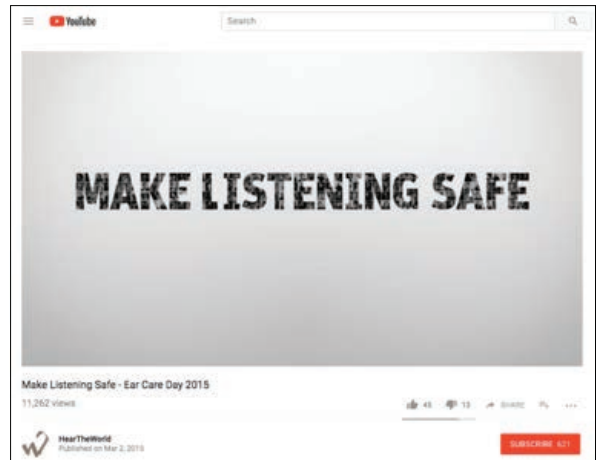 YouTube
Search
MAKE LISTENING SAFE
Make Listening Safe - Ear Care Day 2015
11,262 views
45 13 SHARE
HearTheWorld
Published on Mar 2, 2015
SUBSCRIBE 621